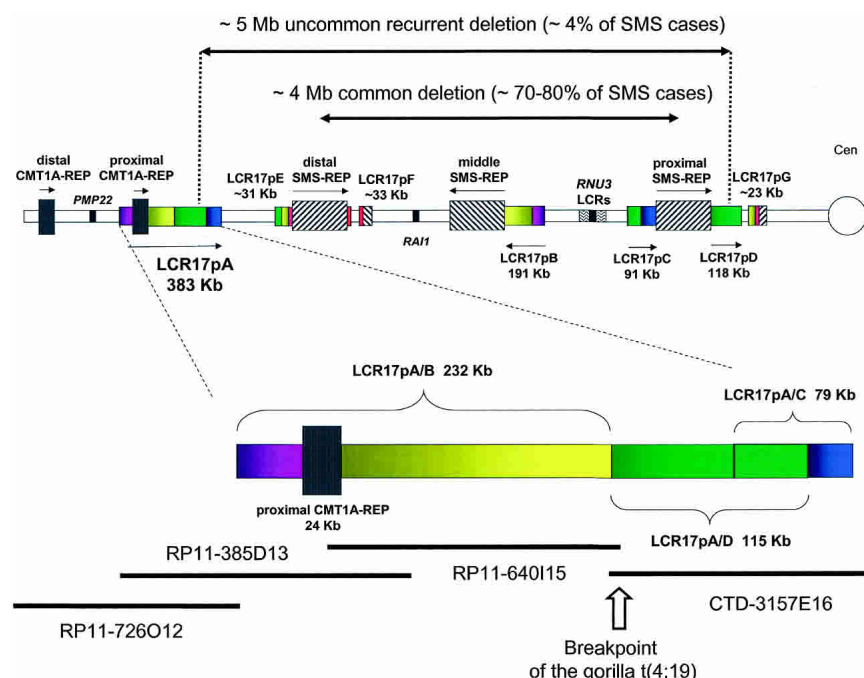 ~ 5 Mb uncommon recurrent deletion (~ 4% of SMS cases)
~ 4 Mb common deletion (~ 70-80% of SMS cases)
Cen
distal
CMT1A-REP
proximal
CMT1A-REP
PMP22
LCR17pE
~31 Kb
distal
SMS-REP
LCR17pF
~33 Kb
middle
SMS-REP
RNU3
LCRs
proximal
SMS-REP
LCR17pG
~23 Kb
RAI1
LCR17pA
383 Kb
LCR17pB
191 Kb
LCR17pC
91 Kb
LCR17pD
118 Kb
LCR17pA/B 232 Kb
LCR17pA/C 79 Kb
proximal CMT1A-REP
24 Kb
LCR17pA/D 115 Kb
RP11-385D13
RP11-640I15
CTD-3157E16
RP11-726O12
Breakpoint
of the gorilla t(4;19)